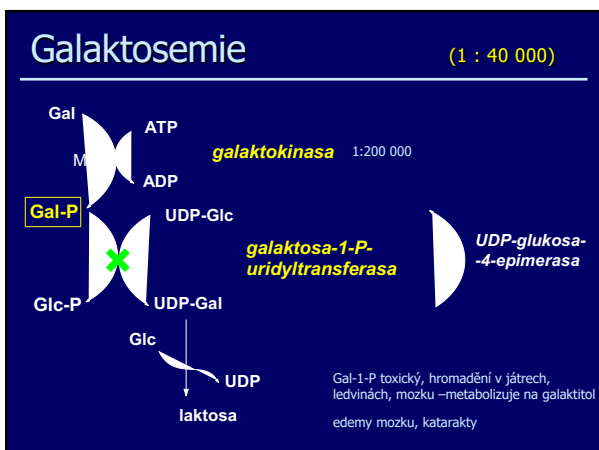 Galaktosemie
(1 : 40 000)
Gal
ATP
M
galaktokinasa
1:200 000
ADP
Gal-P
UDP-Glc
galaktosa-1-P-
uridyltransferasa
UDP-glukosa-
-4-epimerasa
Glc-P
UDP-Gal
Glc
UDP
laktosa
Gal-1-P toxický, hromadění v játrech,
ledvinách, mozku –metabolizuje na galaktitol
edemy mozku, katarakty